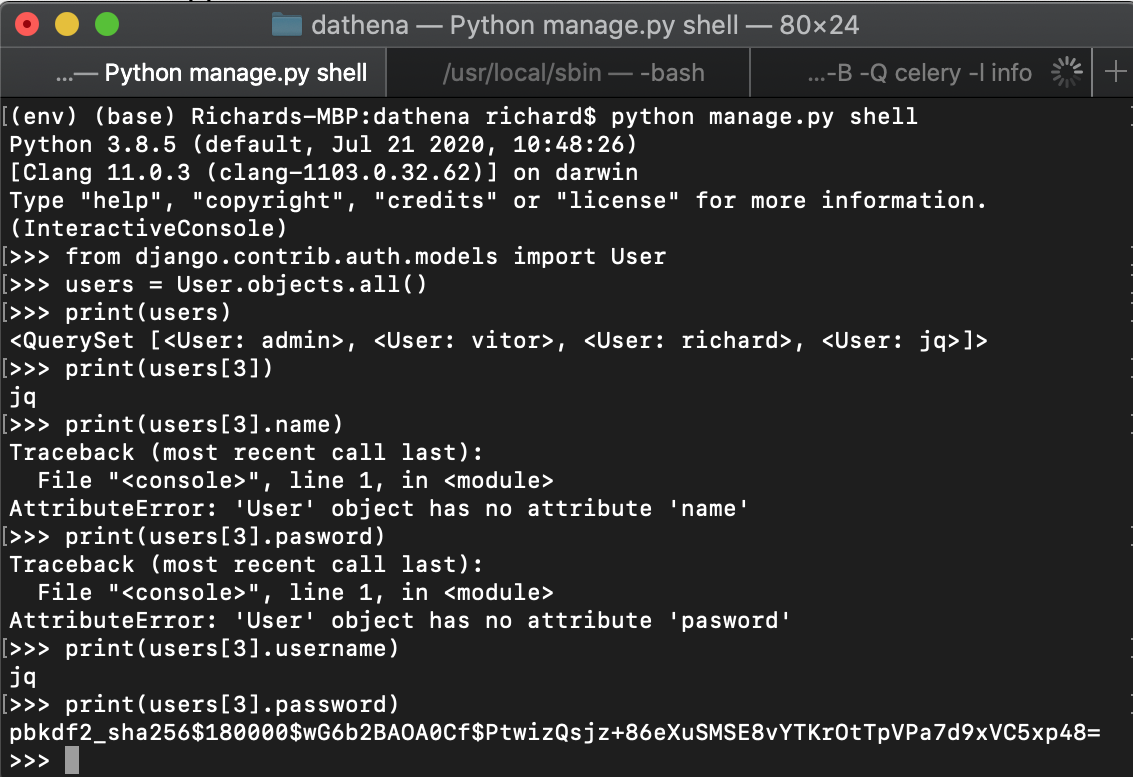 dathena — Python manage.py shell — 80×24
...— Python manage.py shell /usr/local/sbin — -bash ...-B -Q celery -l info +
[(env) (base) Richards-MBP:dathena richard$ python manage.py shell
Python 3.8.5 (default, Jul 21 2020, 10:48:26)
[Clang 11.0.3 (clang-1103.0.32.62)] on darwin
Type "help", "copyright", "credits" or "license" for more information.
(InteractiveConsole)
[>>> from django.contrib.auth.models import User
[>>> users = User.objects.all()
[>>> print(users)
<QuerySet [<User: admin>, <User: vitor>, <User: richard>, <User: jq>]>
[>>> print(users[3])
jq
[>>> print(users[3].name)
Traceback (most recent call last):
  File "<console>", line 1, in <module>
AttributeError: 'User' object has no attribute 'name'
[>>> print(users[3].pasword)
Traceback (most recent call last):
  File "<console>", line 1, in <module>
AttributeError: 'User' object has no attribute 'pasword'
[>>> print(users[3].username)
jq
[>>> print(users[3].password)
pbkdf2_sha256$180000$wG6b2BAOA0Cf$PtwizQsjz+86eXuSMSE8vYTKrOtTpVPa7d9xVC5xp48=
>>>